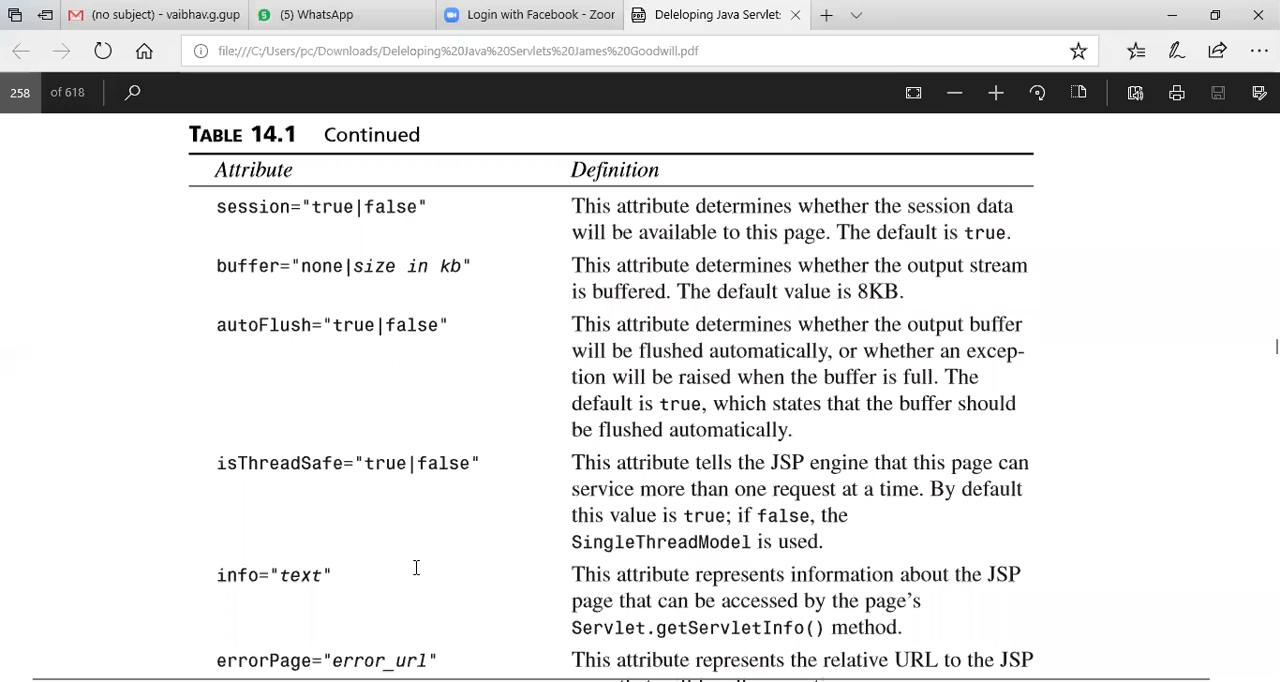 (no subject) - vaibhav.g.gup
(5) WhatsApp
Login with Facebook - Zoor
Deleloping Java Servlet:
file:///C:/Users/pc/Downloads/Deleloping%20Java%20Servlets%20James%20Goodwill.pdf
258 of 618
TABLE 14.1 Continued
Attribute Definition
session="true|false" This attribute determines whether the session data
will be available to this page. The default is true.
buffer="none|size in kb" This attribute determines whether the output stream
is buffered. The default value is 8KB.
autoFlush="true|false" This attribute determines whether the output buffer
will be flushed automatically, or whether an excep-
tion will be raised when the buffer is full. The
default is true, which states that the buffer should
be flushed automatically.
isThreadSafe="true|false" This attribute tells the JSP engine that this page can
service more than one request at a time. By default
this value is true; if false, the
SingleThreadModel is used.
info="text" This attribute represents information about the JSP
page that can be accessed by the page's
Servlet.getServletInfo() method.
errorPage="error_url" This attribute represents the relative URL to the JSP